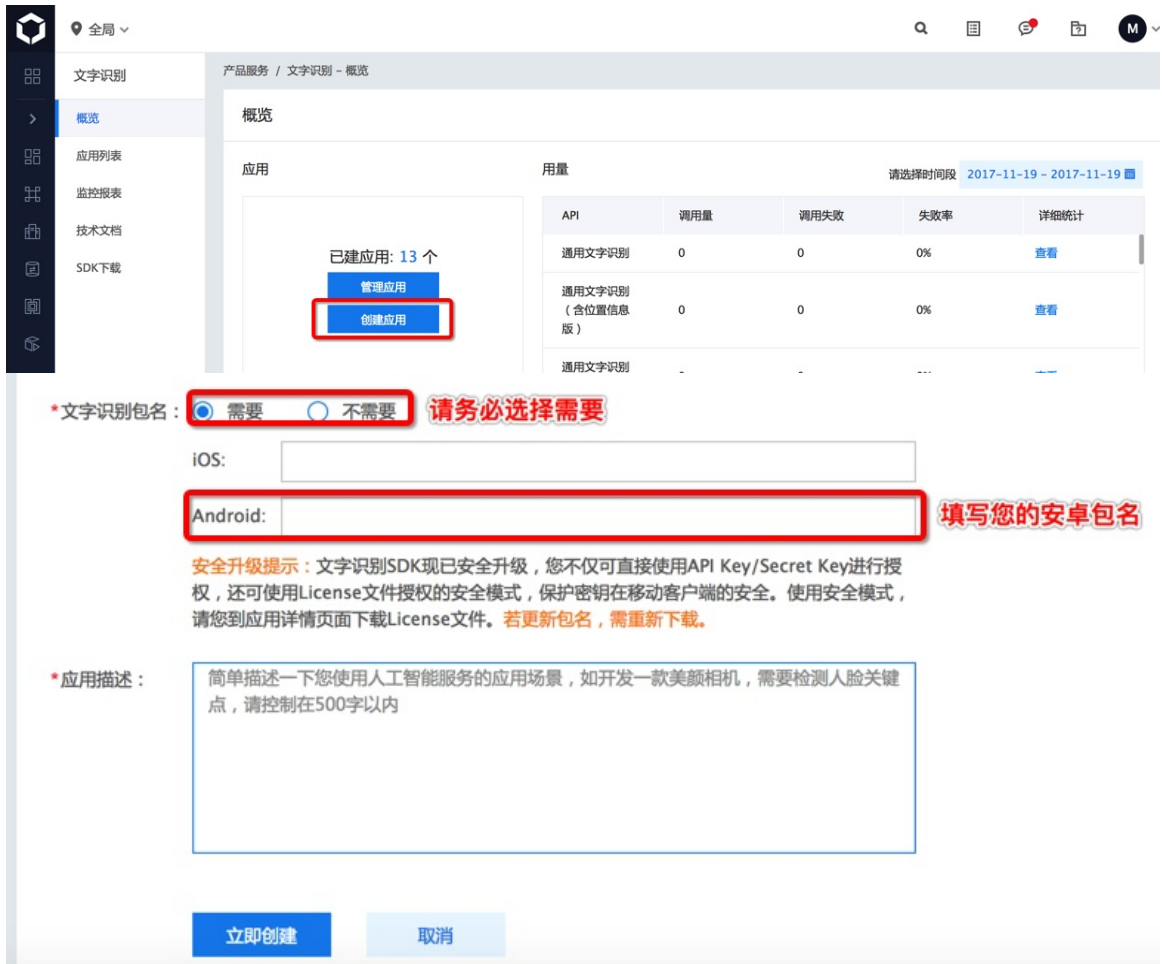 全局
M
文字识别
产品服务 / 文字识别 - 概览
概览
概览
应用列表
监控报表
技术文档
SDK下载
应用
用量
请选择时间段 2017-11-19 - 2017-11-19
已建应用: 13 个
管理应用
创建应用
API 调用量 调用失败 失败率 详细统计
通用文字识别 0 0 0% 查看
通用文字识别
（含位置信息 0 0 0% 查看
版）
通用文字识别
*文字识别包名： 需要 不需要 请务必选择需要
iOS:
Android: 填写您的安卓包名
安全升级提示：文字识别SDK现已安全升级，您不仅可直接使用API Key/Secret Key进行授
权，还可使用License文件授权的安全模式，保护密钥在移动客户端的安全。使用安全模式，
请您到应用详情页面下载License文件。若更新包名，需重新下载。
*应用描述： 简单描述一下您使用人工智能服务的应用场景，如开发一款美颜相机，需要检测人脸关键
点，请控制在500字以内
立即创建 取消